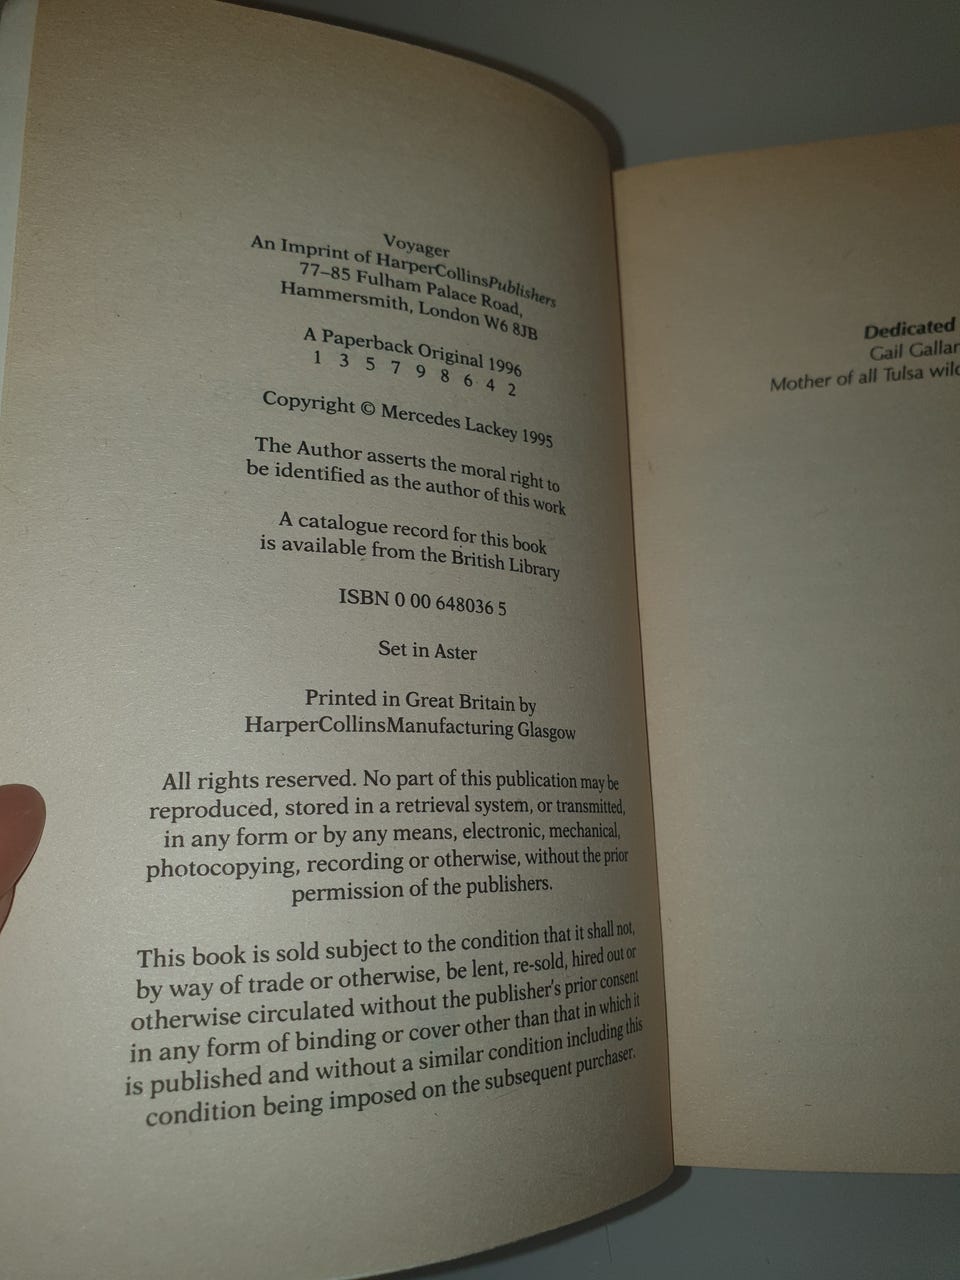 Voyager
An Imprint of HarperCollinsPublishers
77–85 Fulham Palace Road,
Hammersmith, London W6 8JB
A Paperback Original 1996
1 3 5 7 9 8 6 4 2
Copyright © Mercedes Lackey 1995
The Author asserts the moral right to
be identified as the author of this work
A catalogue record for this book
is available from the British Library
ISBN 0 00 648036 5
Set in Aster
Printed in Great Britain by
HarperCollinsManufacturing Glasgow
All rights reserved. No part of this publication may be
reproduced, stored in a retrieval system, or transmitted,
in any form or by any means, electronic, mechanical,
photocopying, recording or otherwise, without the prior
permission of the publishers.
This book is sold subject to the condition that it shall not,
by way of trade or otherwise, be lent, re-sold, hired out or
otherwise circulated without the publisher's prior consent
in any form of binding or cover other than that in which it
is published and without a similar condition including this
condition being imposed on the subsequent purchaser.
Dedicated
Gail
Mother of all Tulsa